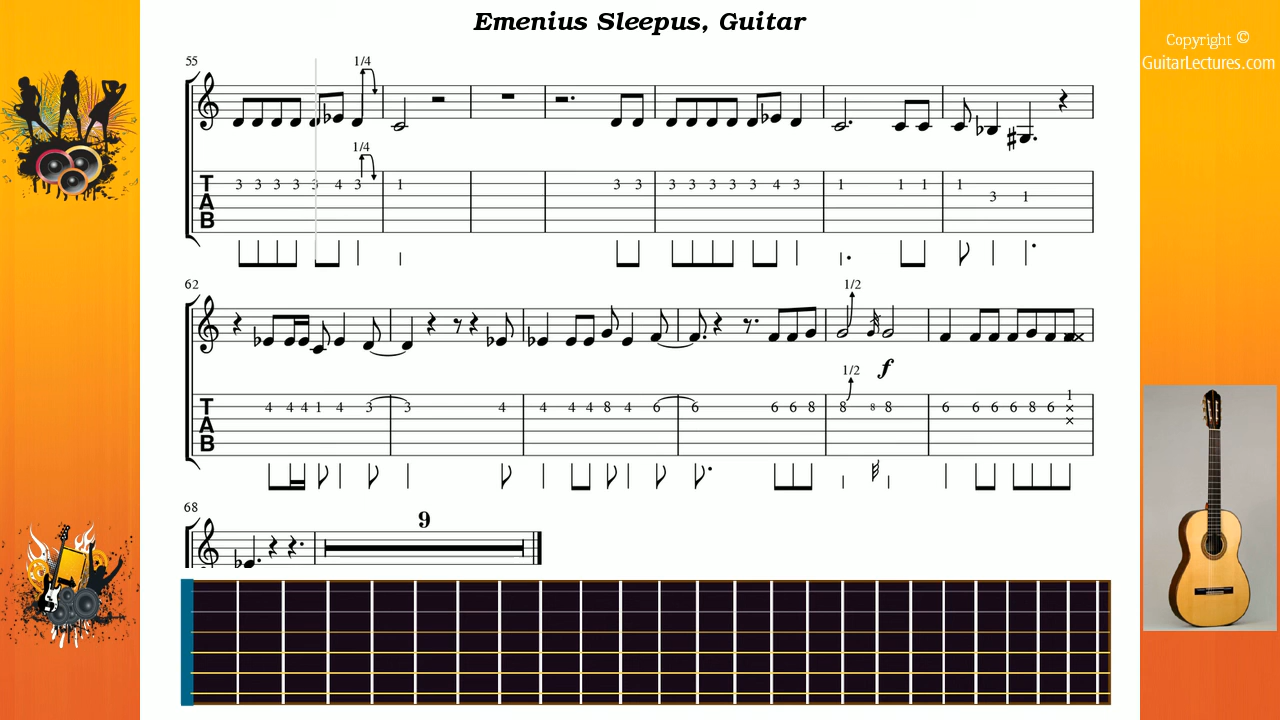 Emenius Sleepus, Guitar
Copyright ©
GuitarLectures.com
55
1/4
1/4
T 3 3 3 3 3 4 3 1 3 3 3 3 3 3 3 4 3 1 1 1 1
A 3 1
B
62
1/2
f
1/2
1
T 4 4 4 1 4 3 3 4 4 4 4 8 4 6 6 6 6 8 8 8 8 6 6 6 6 8 6 ×
A ×
B
68
9